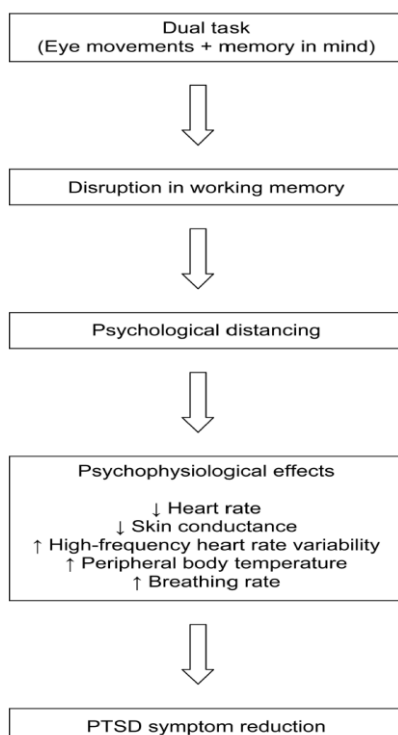 Dual task
(Eye movements + memory in mind)
Disruption in working memory
Psychological distancing
Psychophysiological effects
↓ Heart rate
↓ Skin conductance
↑ High-frequency heart rate variability
↑ Peripheral body temperature
↑ Breathing rate
PTSD symptom reduction